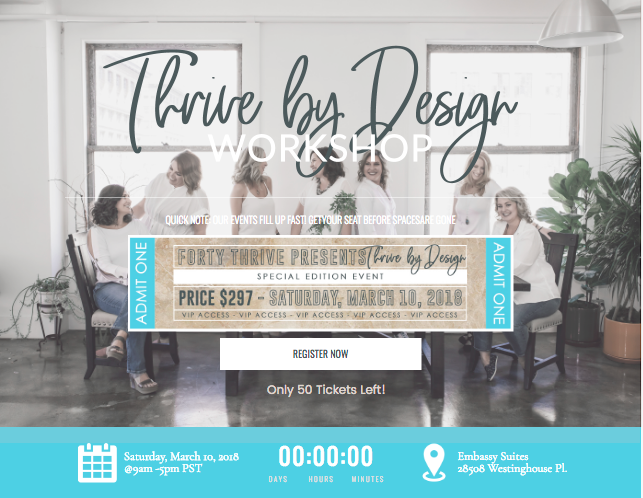 Thrive by Design
WORKSHOP
QUICK NOTE: OUR EVENTS FILL UP FAST! GET YOUR SEAT BEFORE SPACES ARE GONE
ADMIT ONE
FORTY THRIVE PRESENTS Thrive by Design
SPECIAL EDITION EVENT
PRICE $297 - SATURDAY, MARCH 10, 2018
VIP ACCESS - VIP ACCESS - VIP ACCESS - VIP ACCESS - VIP ACCESS - VIP ACCESS
ADMIT ONE
REGISTER NOW
Only 50 Tickets Left!
Saturday, March 10, 2018
@9am -5pm PST
00:00:00
DAYS HOURS MINUTES
Embassy Suites
28508 Westinghouse Pl.